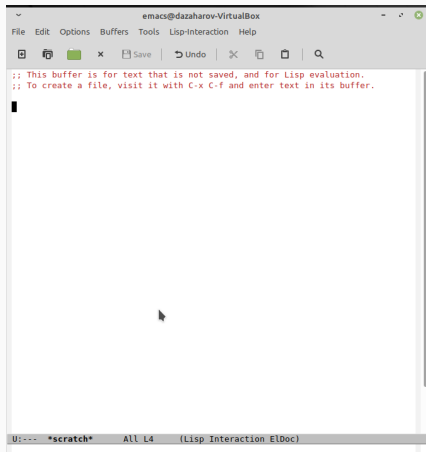 emacs@dazaharov-VirtualBox
File Edit Options Buffers Tools Lisp-Interaction Help
Save Undo
;; This buffer is for text that is not saved, and for Lisp evaluation.
;; To create a file, visit it with C-x C-f and enter text in its buffer.
U:--- *scratch* All L4 (Lisp Interaction ElDoc)